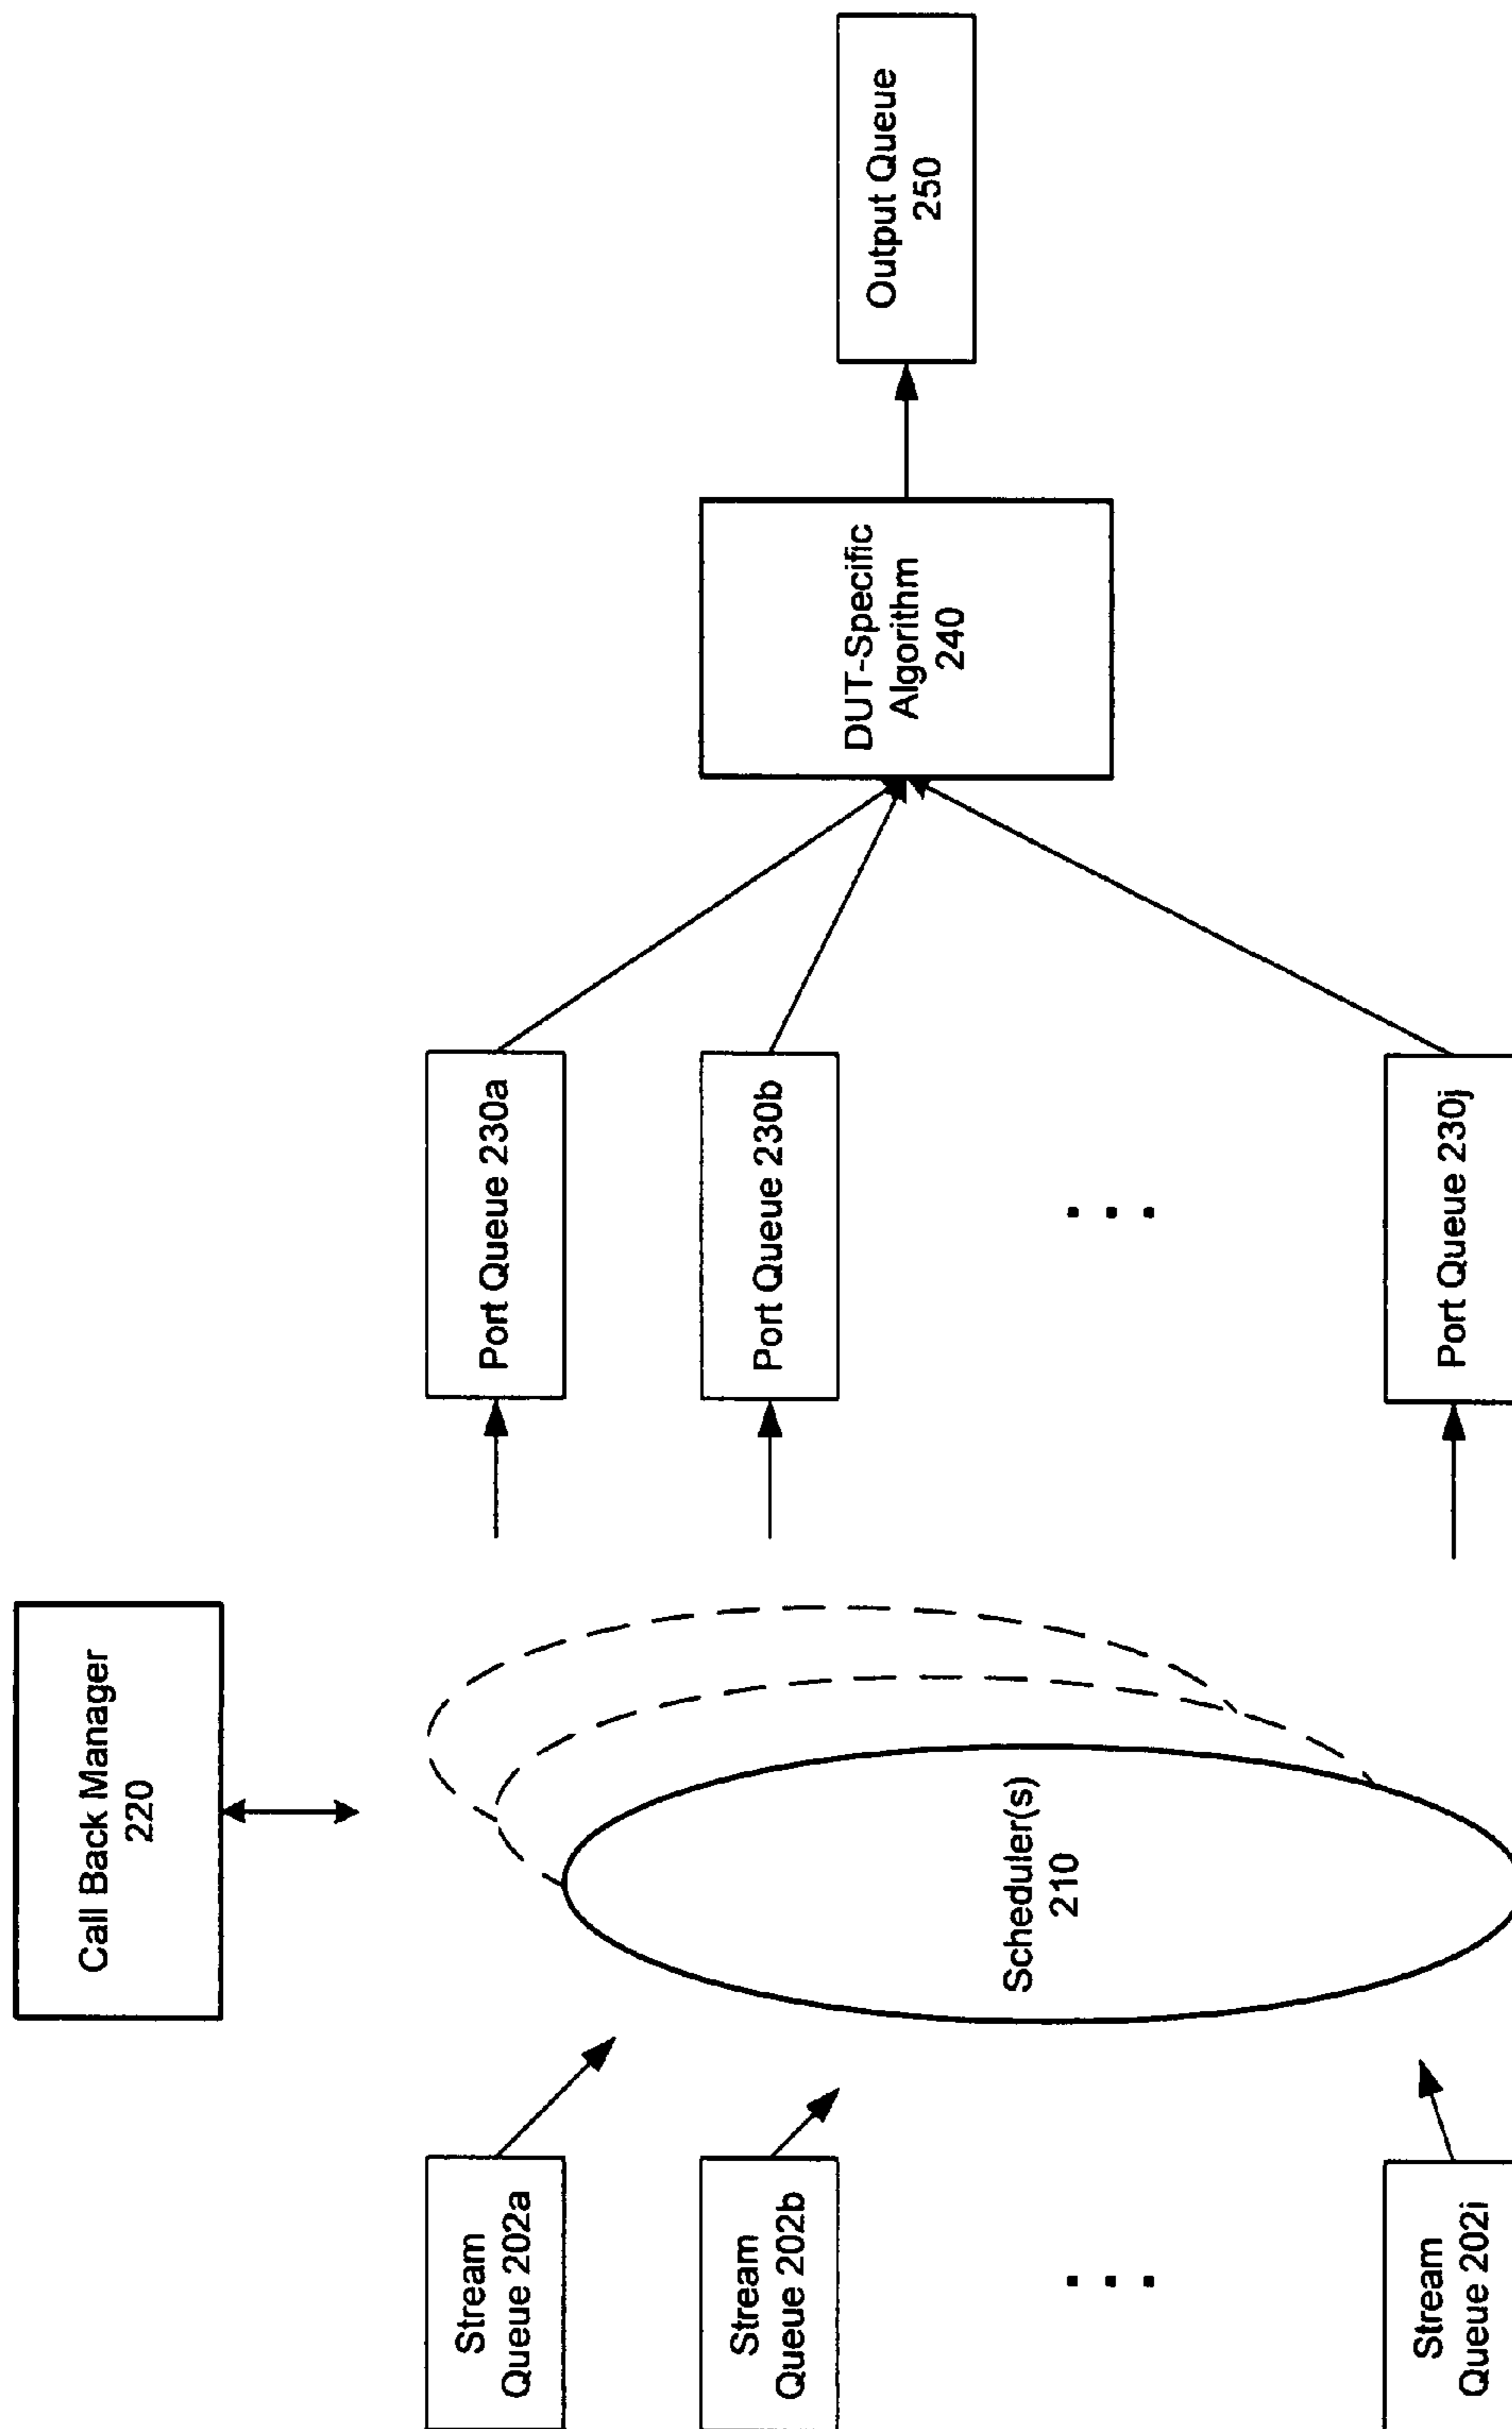 Call Back Manager
220
Stream
Queue 202a
Stream
Queue 202b
. . .
Stream
Queue 202i
Scheduler(s)
210
Port Queue 230a
Port Queue 230b
. . .
Port Queue 230j
DUT-Specific
Algorithm
240
Output Queue
250